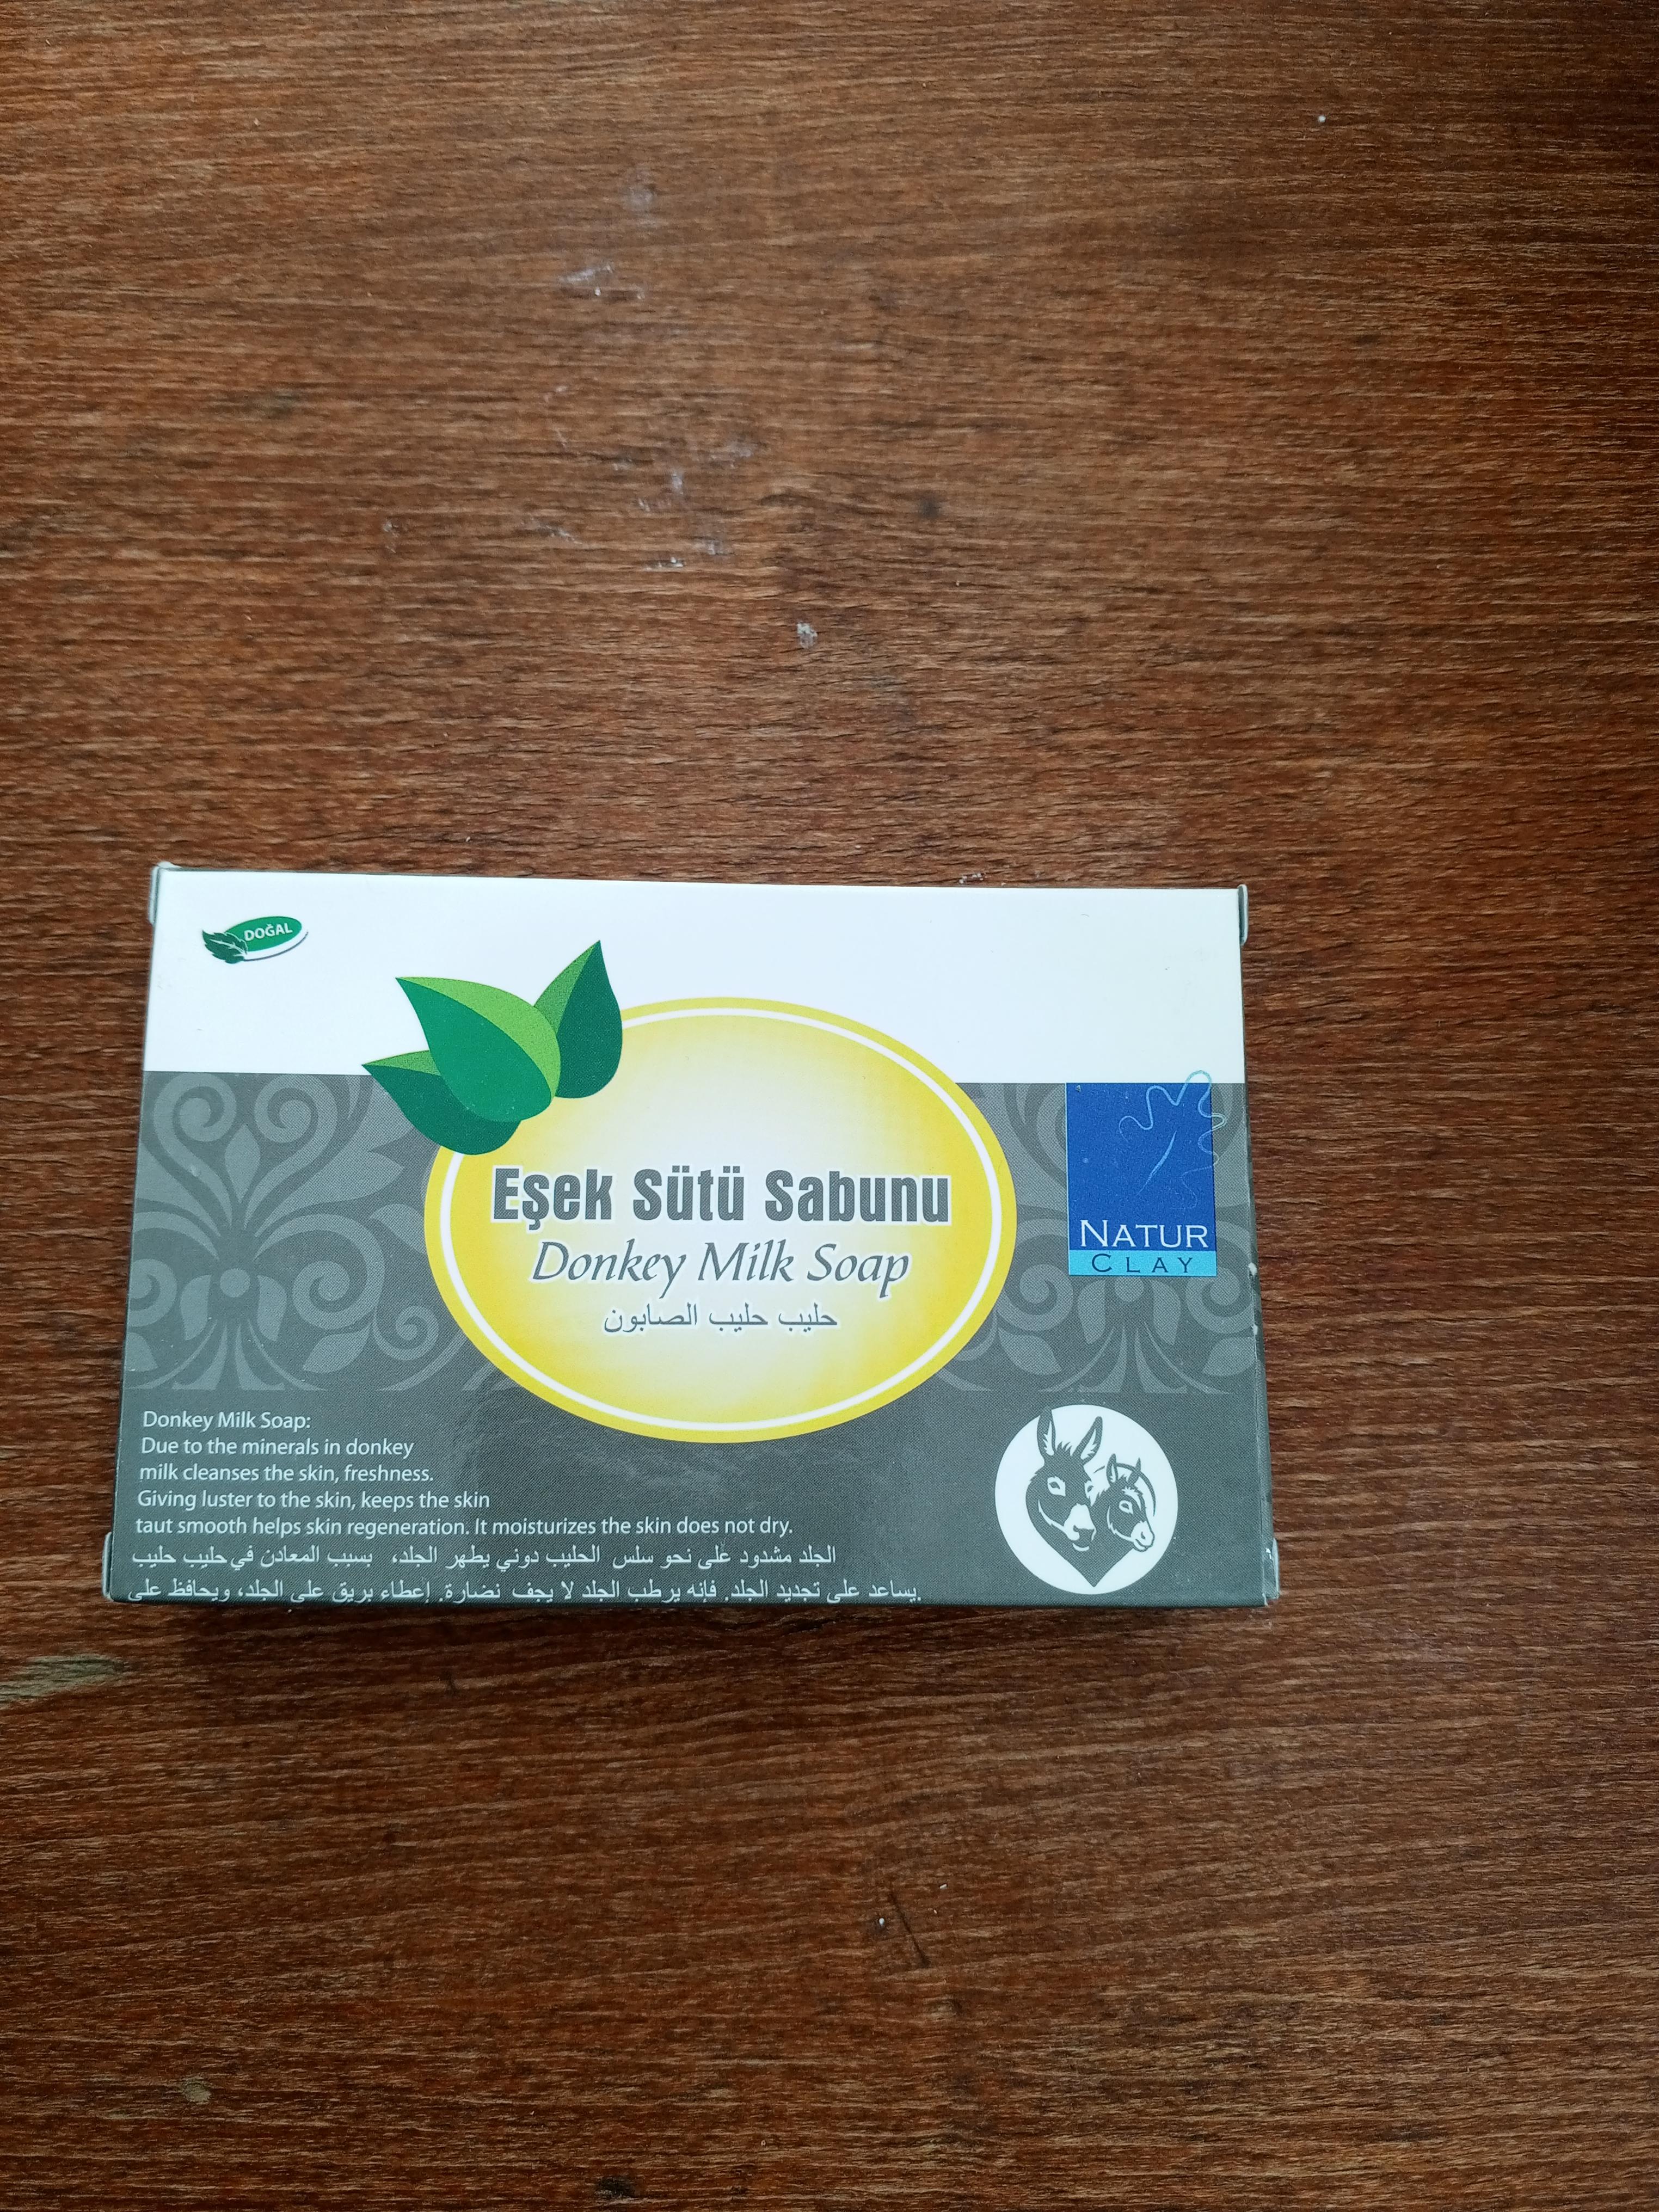 DOĞAL
Eşek Sütü Sabunu
Donkey Milk Soap
حليب حليب الصابون
NATUR
CLAY
Donkey Milk Soap:
Due to the minerals in donkey
milk cleanses the skin, freshness.
Giving luster to the skin, keeps the skin
taut smooth helps skin regeneration. It moisturizes the skin does not dry.
الجلد مشدود على نحو سلس الحليب دوني يطهر الجلد، بسبب المعادن في حليب حليب
يساعد على تجديد الجلد. فإنه يرطب الجلد لا يجف نضارة. إعطاء بريق على الجلد، ويحافظ على.